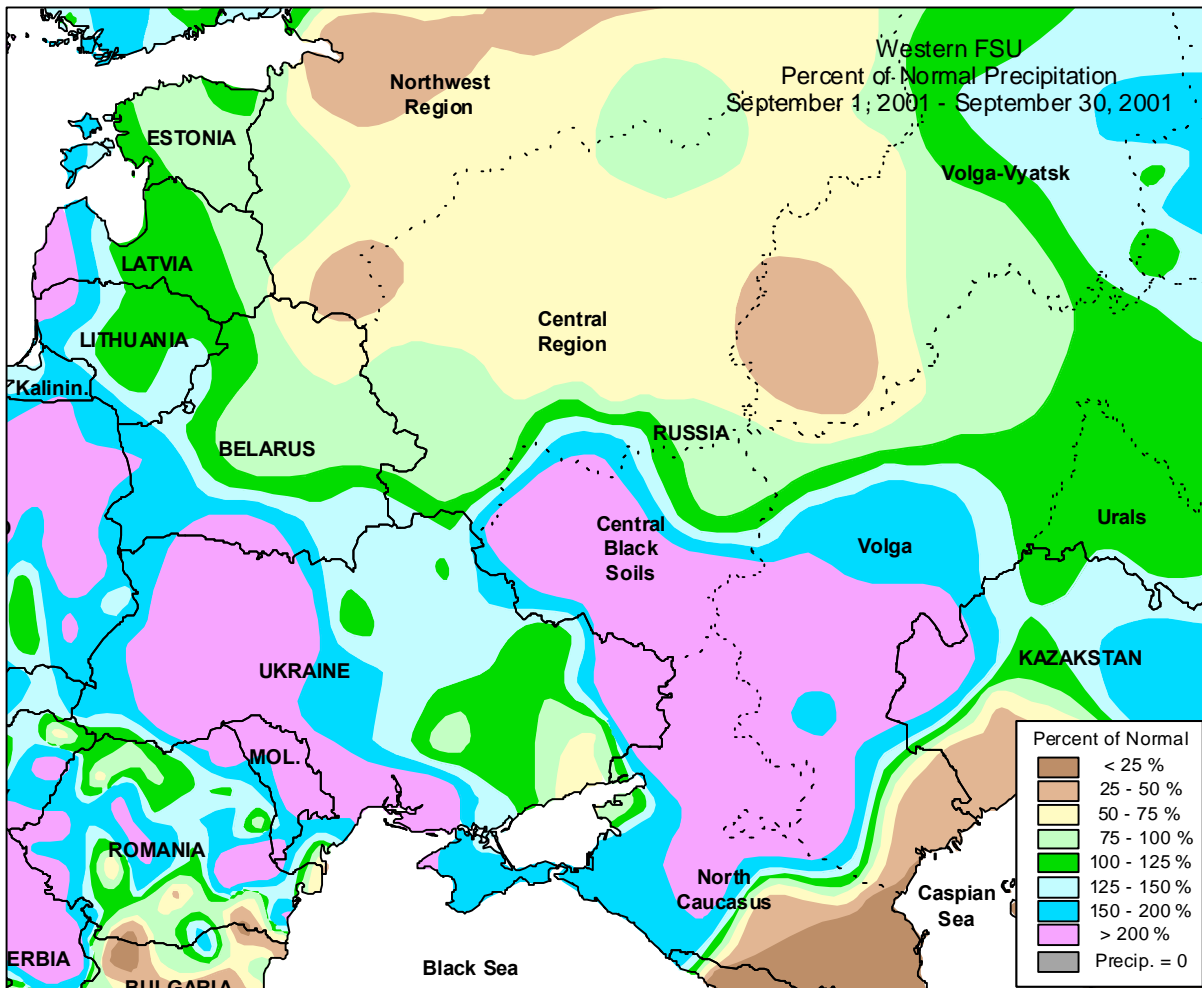 Western FSU
Percent of Normal Precipitation
September 1, 2001 - September 30, 2001
Northwest
Region
ESTONIA
Volga-Vyatsk
LATVIA
Central
Region
LITHUANIA
Kalinin.
RUSSIA
BELARUS
Central
Black
Soils
Urals
Volga
UKRAINE
KAZAKSTAN
MOL.
ROMANIA
North
Caucasus
Caspian
Sea
ERBIA
Black Sea
BULGARIA
Percent of Normal
< 25 %
25 - 50 %
50 - 75 %
75 - 100 %
100 - 125 %
125 - 150 %
150 - 200 %
> 200 %
Precip. = 0